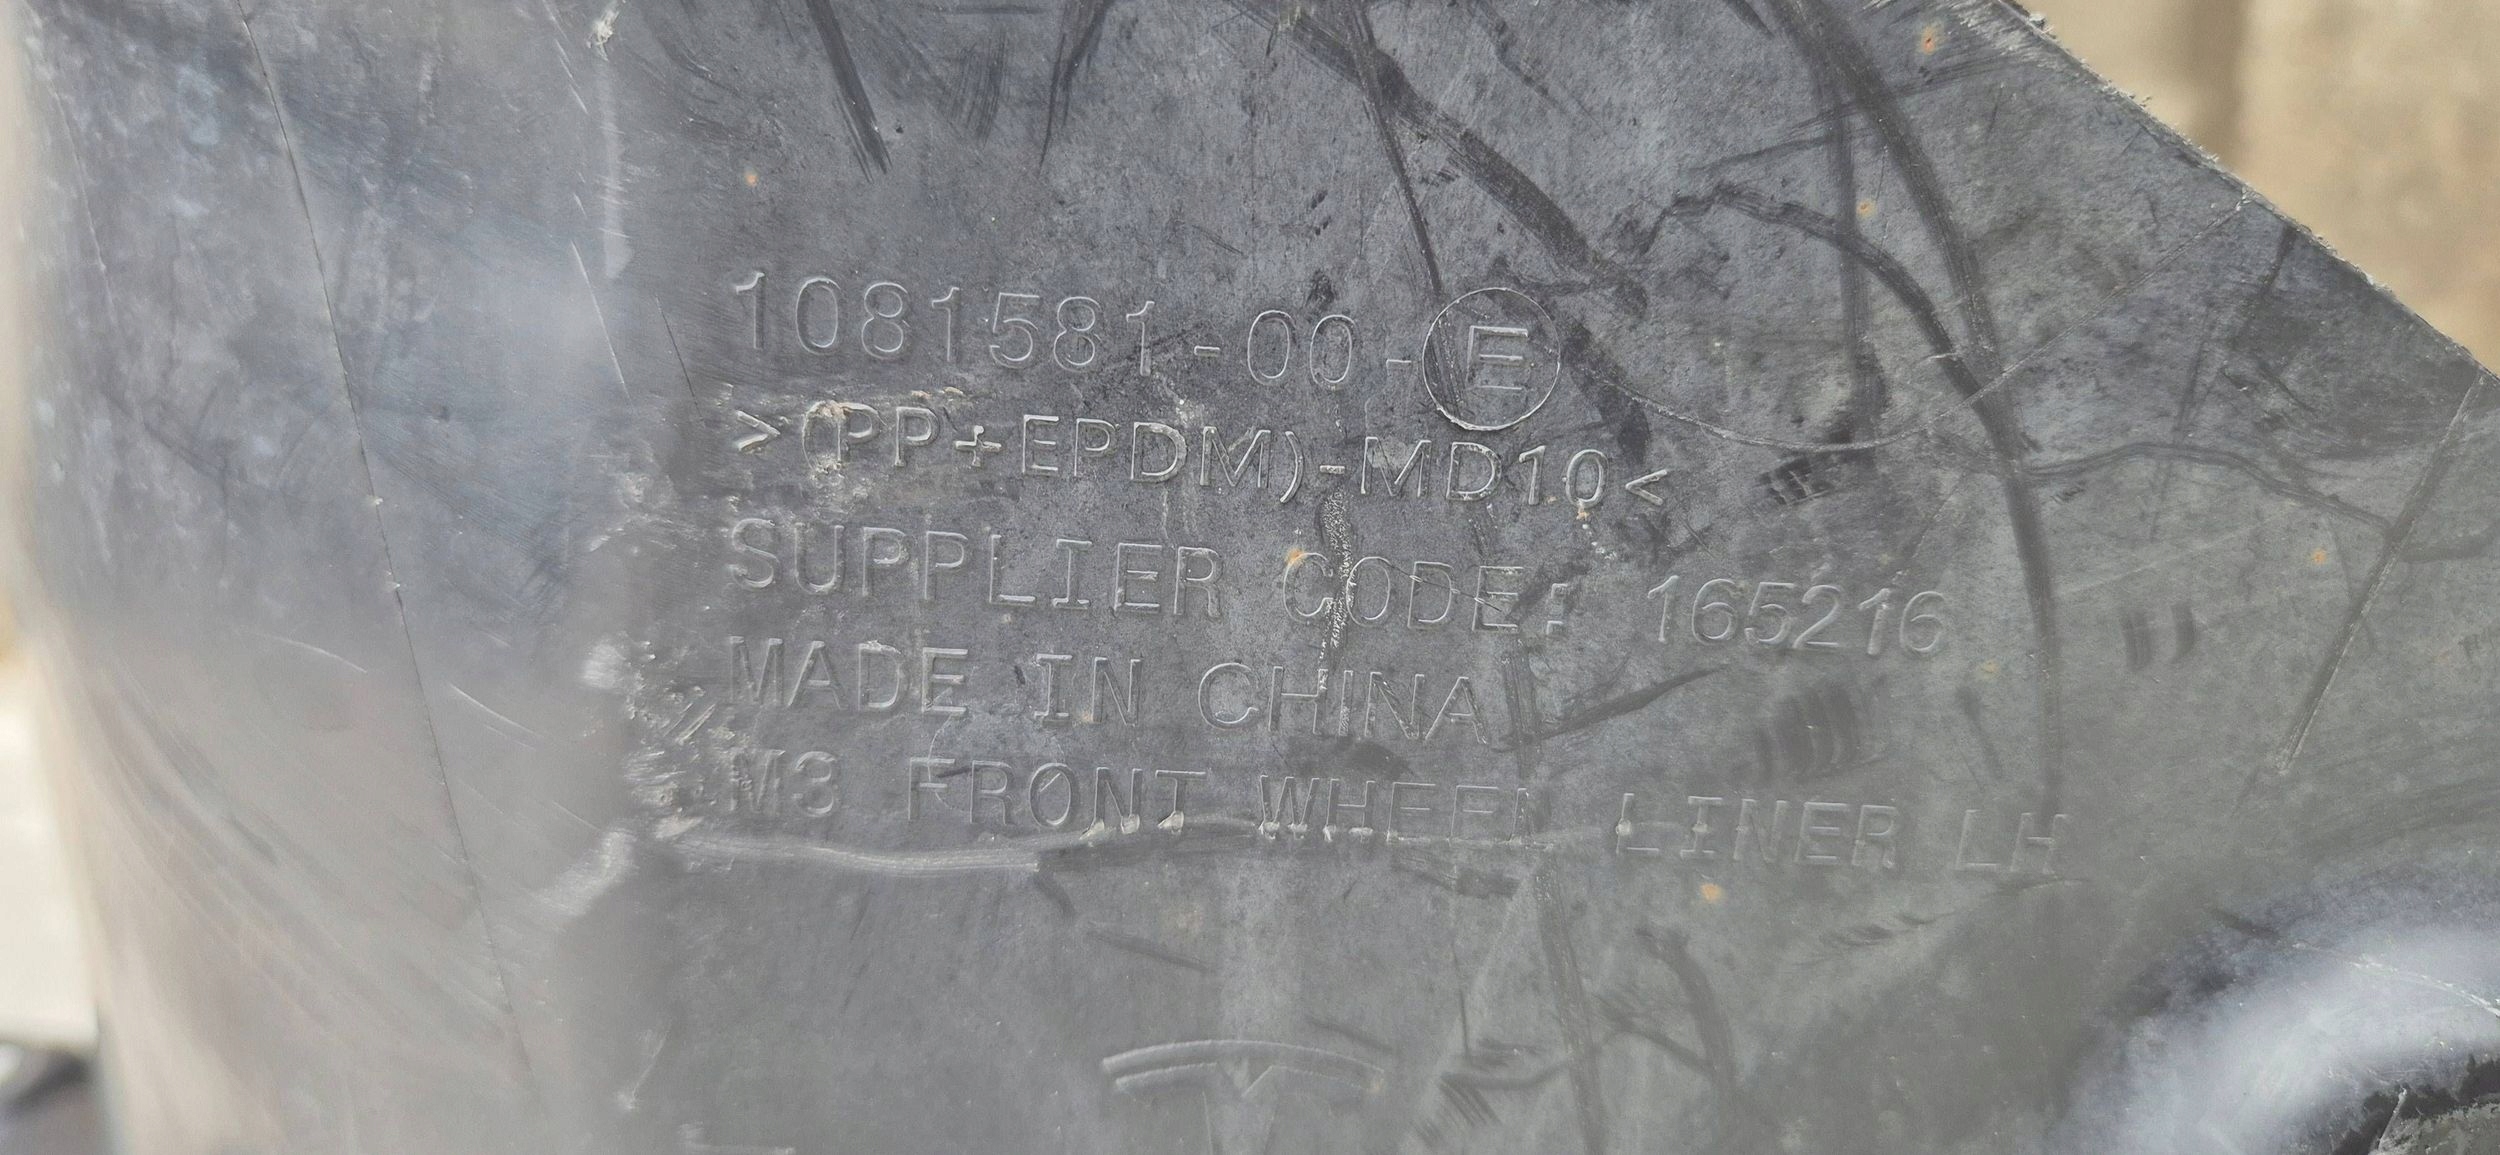 1081581-00-E
>(PP+EPDM)-MD10<
SUPPLIER CODE: 165216
MADE IN CHINA
M3 FRONT WHEEL LINER LH